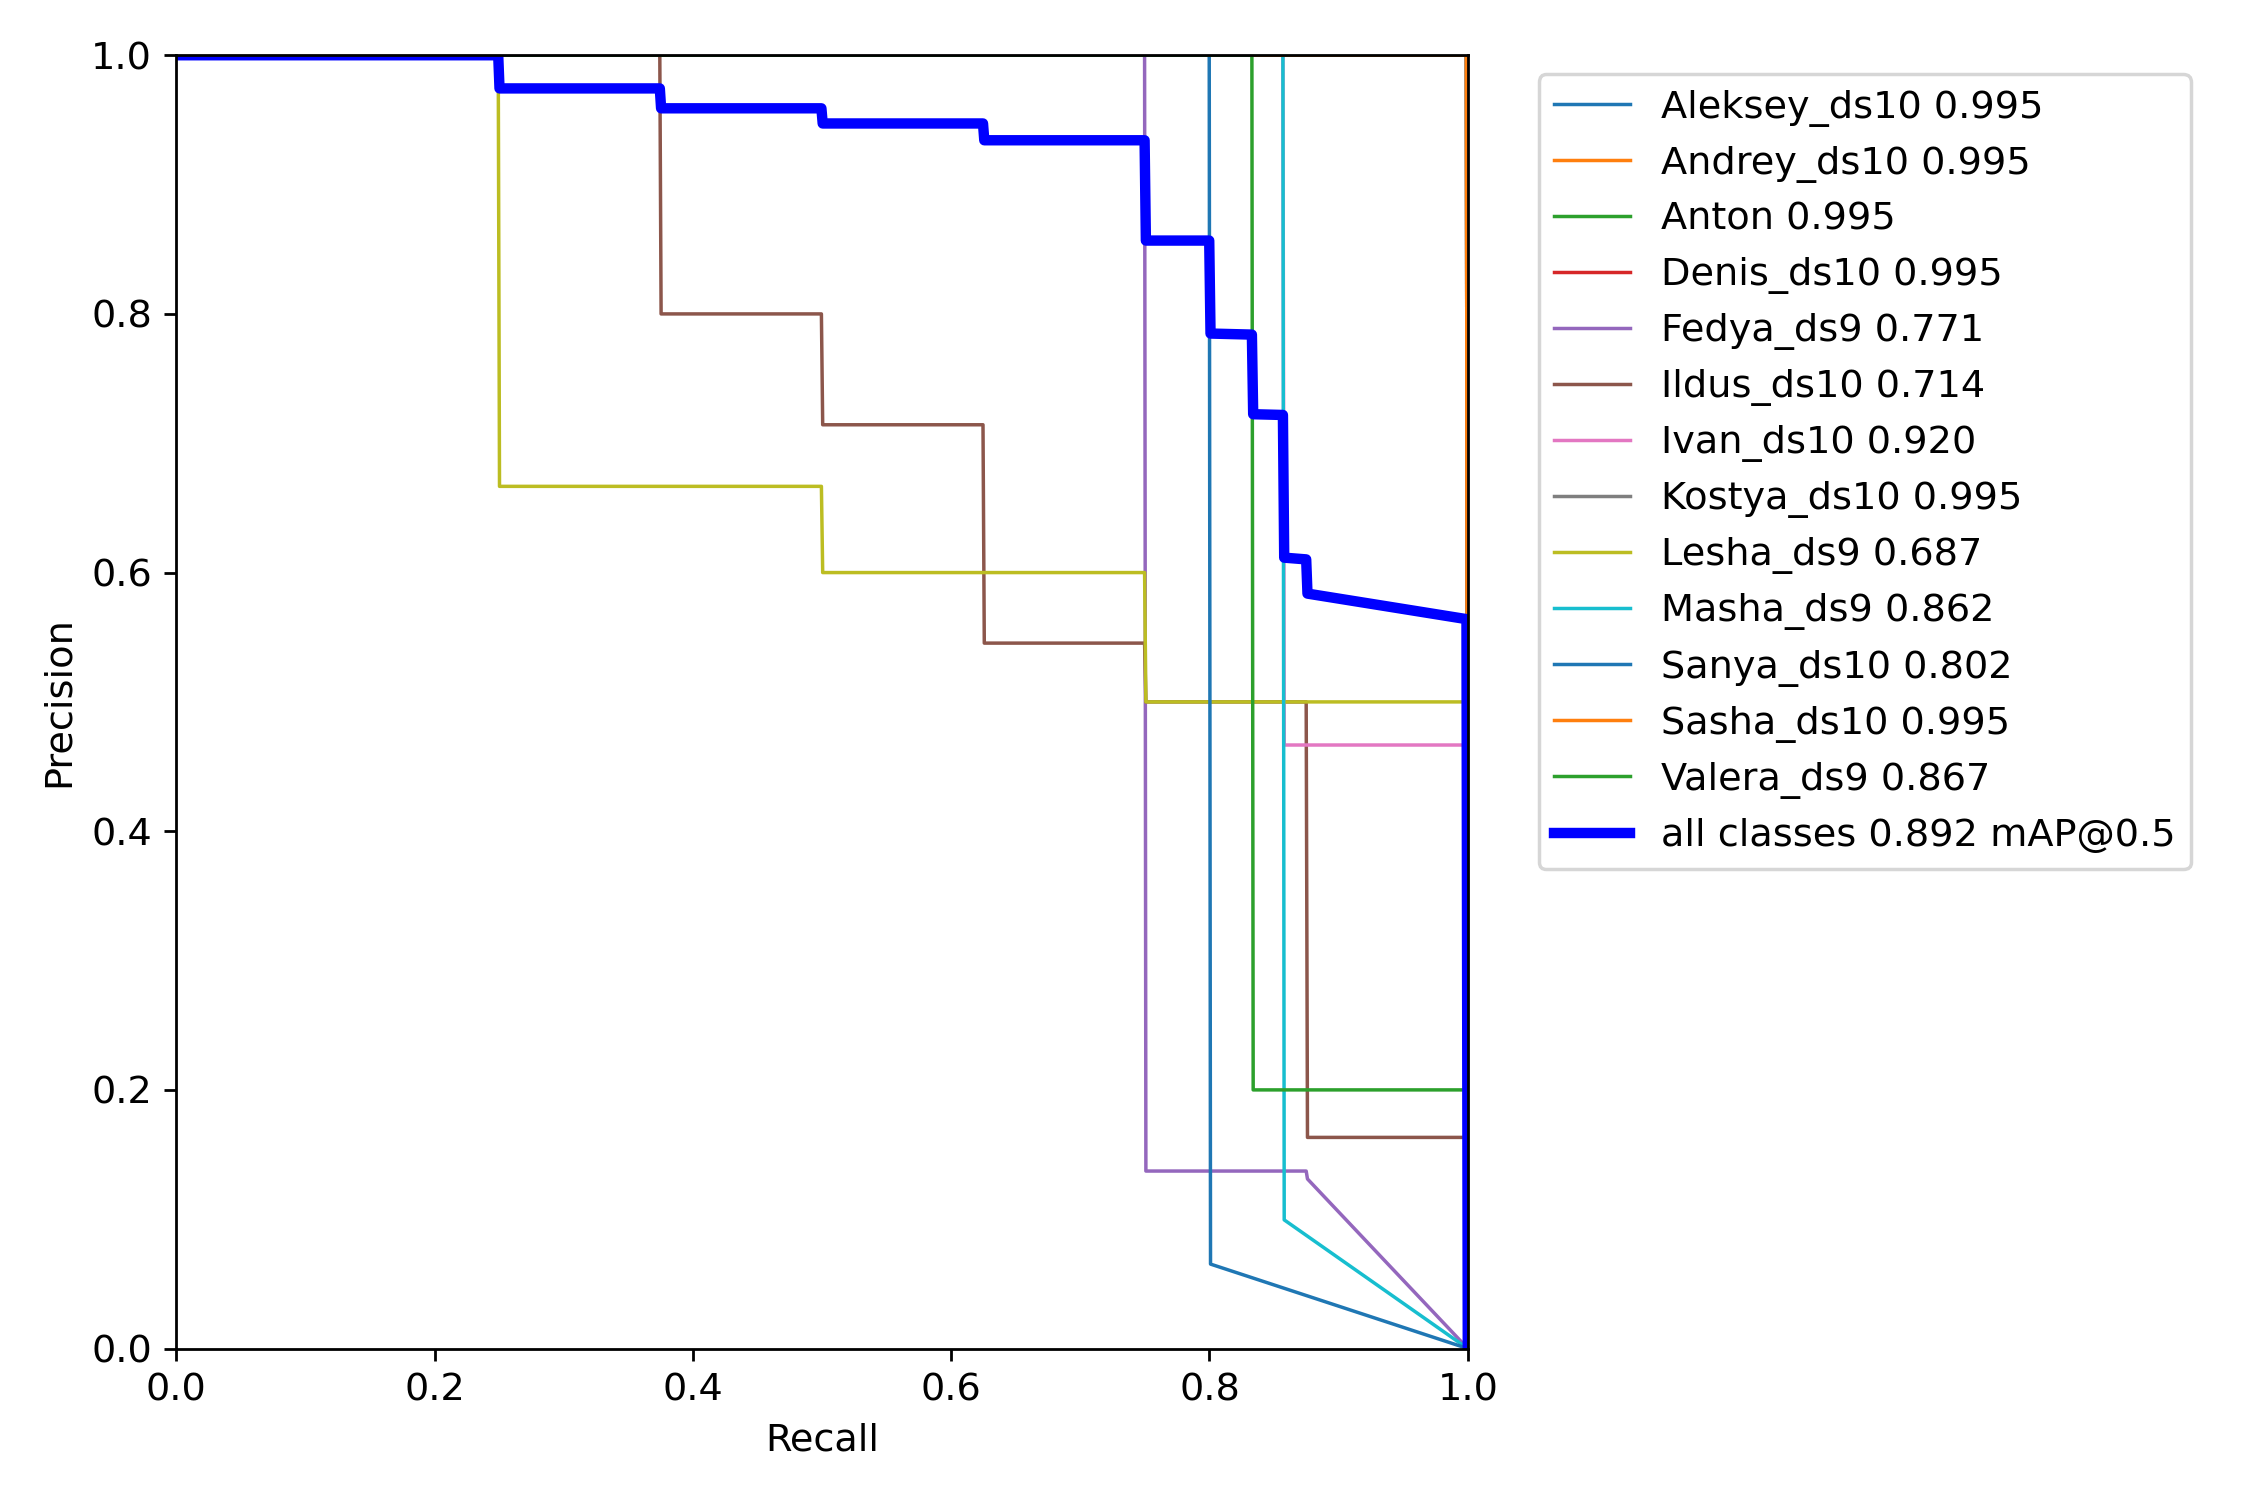 1.0
0.8
0.6
0.4
0.2
0.0
Precision
0.0 0.2 0.4 0.6 0.8 1.0
Recall
Aleksey_ds10 0.995
Andrey_ds10 0.995
Anton 0.995
Denis_ds10 0.995
Fedya_ds9 0.771
Ildus_ds10 0.714
Ivan_ds10 0.920
Kostya_ds10 0.995
Lesha_ds9 0.687
Masha_ds9 0.862
Sanya_ds10 0.802
Sasha_ds10 0.995
Valera_ds9 0.867
all classes 0.892 mAP@0.5